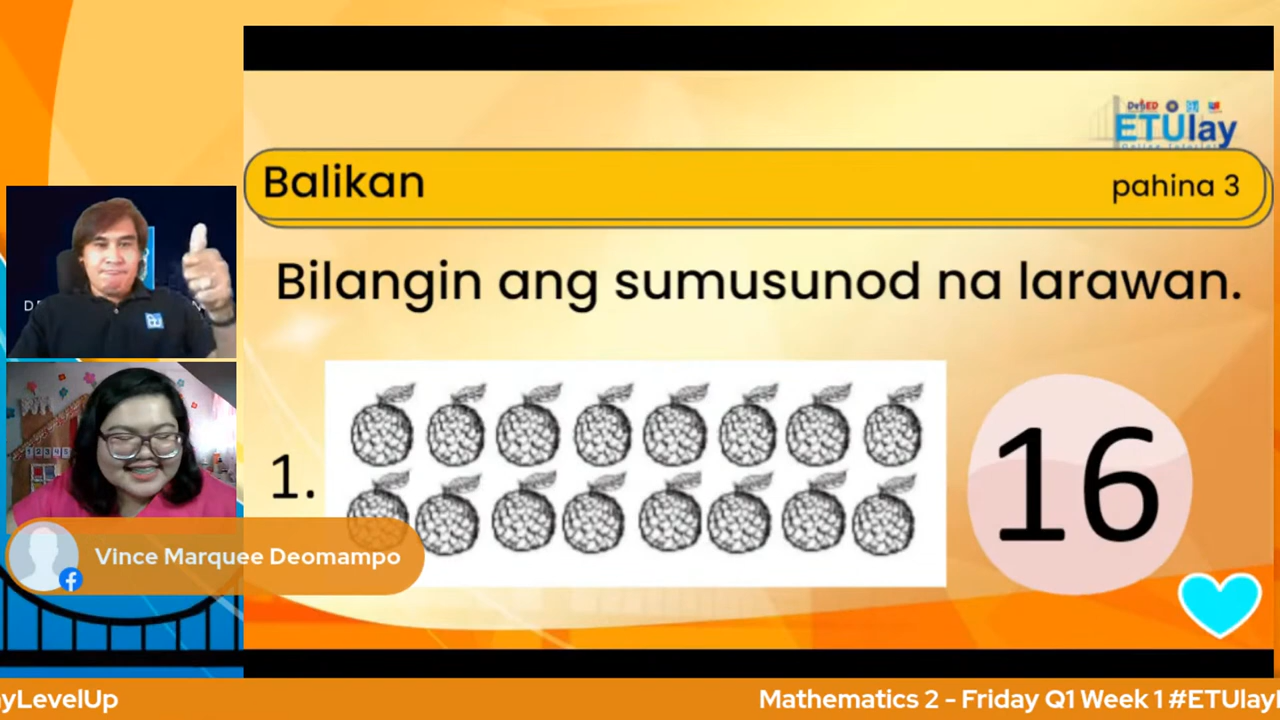 DepED
ETUlay
Balikan
pahina 3
Bilangin ang sumusunod na larawan.
1.
16
Vince Marquee Deomampo
yLevelUp
Mathematics 2 - Friday Q1 Week 1 #ETUlay